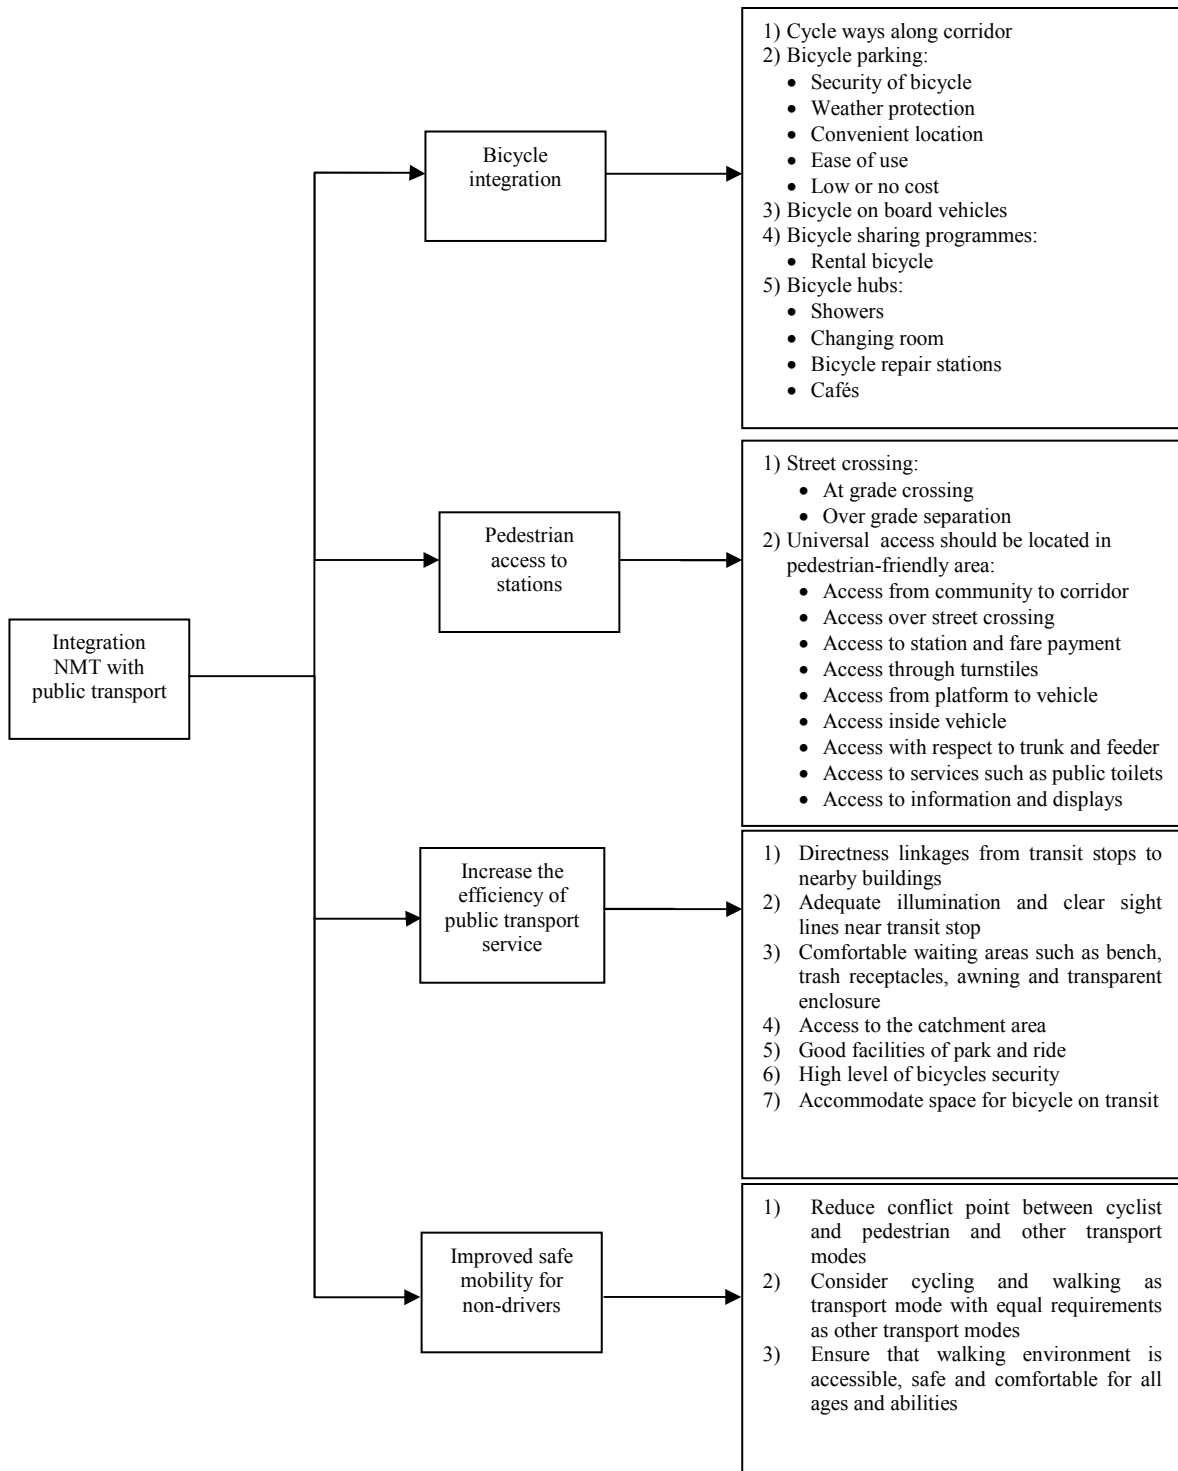 Integration
NMT with
public transport
Bicycle
integration
1) Cycle ways along corridor
2) Bicycle parking:
• Security of bicycle
• Weather protection
• Convenient location
• Ease of use
• Low or no cost
3) Bicycle on board vehicles
4) Bicycle sharing programmes:
• Rental bicycle
5) Bicycle hubs:
• Showers
• Changing room
• Bicycle repair stations
• Cafés
Pedestrian
access to
stations
1) Street crossing:
• At grade crossing
• Over grade separation
2) Universal access should be located in
pedestrian-friendly area:
• Access from community to corridor
• Access over street crossing
• Access to station and fare payment
• Access through turnstiles
• Access from platform to vehicle
• Access inside vehicle
• Access with respect to trunk and feeder
• Access to services such as public toilets
• Access to information and displays
Increase the
efficiency of
public transport
service
1) Directness linkages from transit stops to
nearby buildings
2) Adequate illumination and clear sight
lines near transit stop
3) Comfortable waiting areas such as bench,
trash receptacles, awning and transparent
enclosure
4) Access to the catchment area
5) Good facilities of park and ride
6) High level of bicycles security
7) Accommodate space for bicycle on transit
Improved safe
mobility for
non-drivers
1) Reduce conflict point between cyclist
and pedestrian and other transport
modes
2) Consider cycling and walking as
transport mode with equal requirements
as other transport modes
3) Ensure that walking environment is
accessible, safe and comfortable for all
ages and abilities